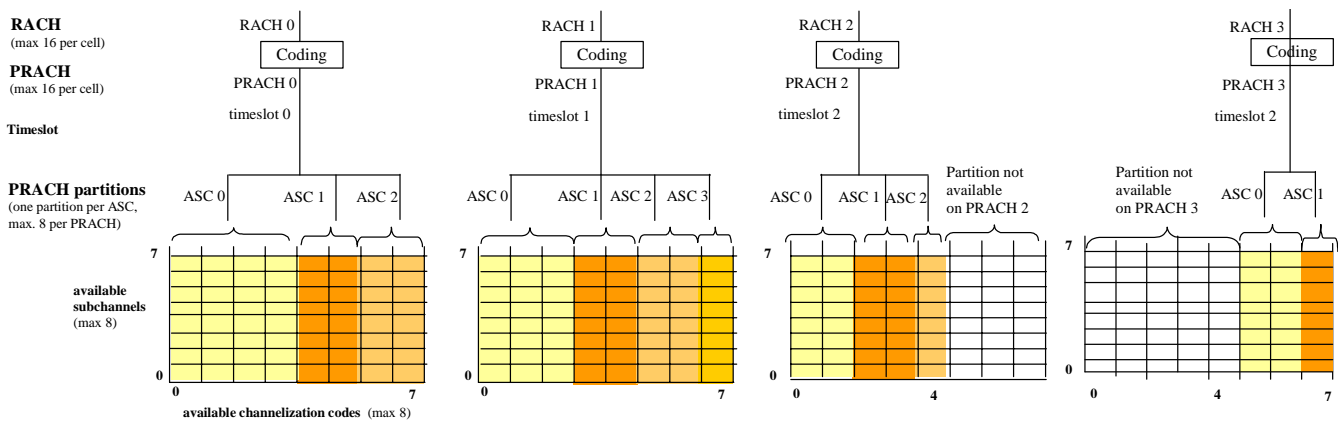 RACH
(max 16 per cell)
RACH 0
RACH 1
RACH 2
RACH 3
Coding
Coding
Coding
Coding
PRACH
(max 16 per cell)
PRACH 0
PRACH 1
PRACH 2
PRACH 3
Timeslot
timeslot 0
timeslot 1
timeslot 2
timeslot 2
PRACH partitions
(one partition per ASC,
max. 8 per PRACH)
ASC 0
ASC 1
ASC 2
ASC 0
ASC 1
ASC 2
ASC 3
ASC 0
ASC 1
ASC 2
Partition not
available
on PRACH 2
Partition not
available
on PRACH 3
ASC 0
ASC 1
available
subchannels
(max 8)
7
0
0
7
available channelization codes (max 8)
7
0
0
7
7
0
0
4
7
0
0
4
7